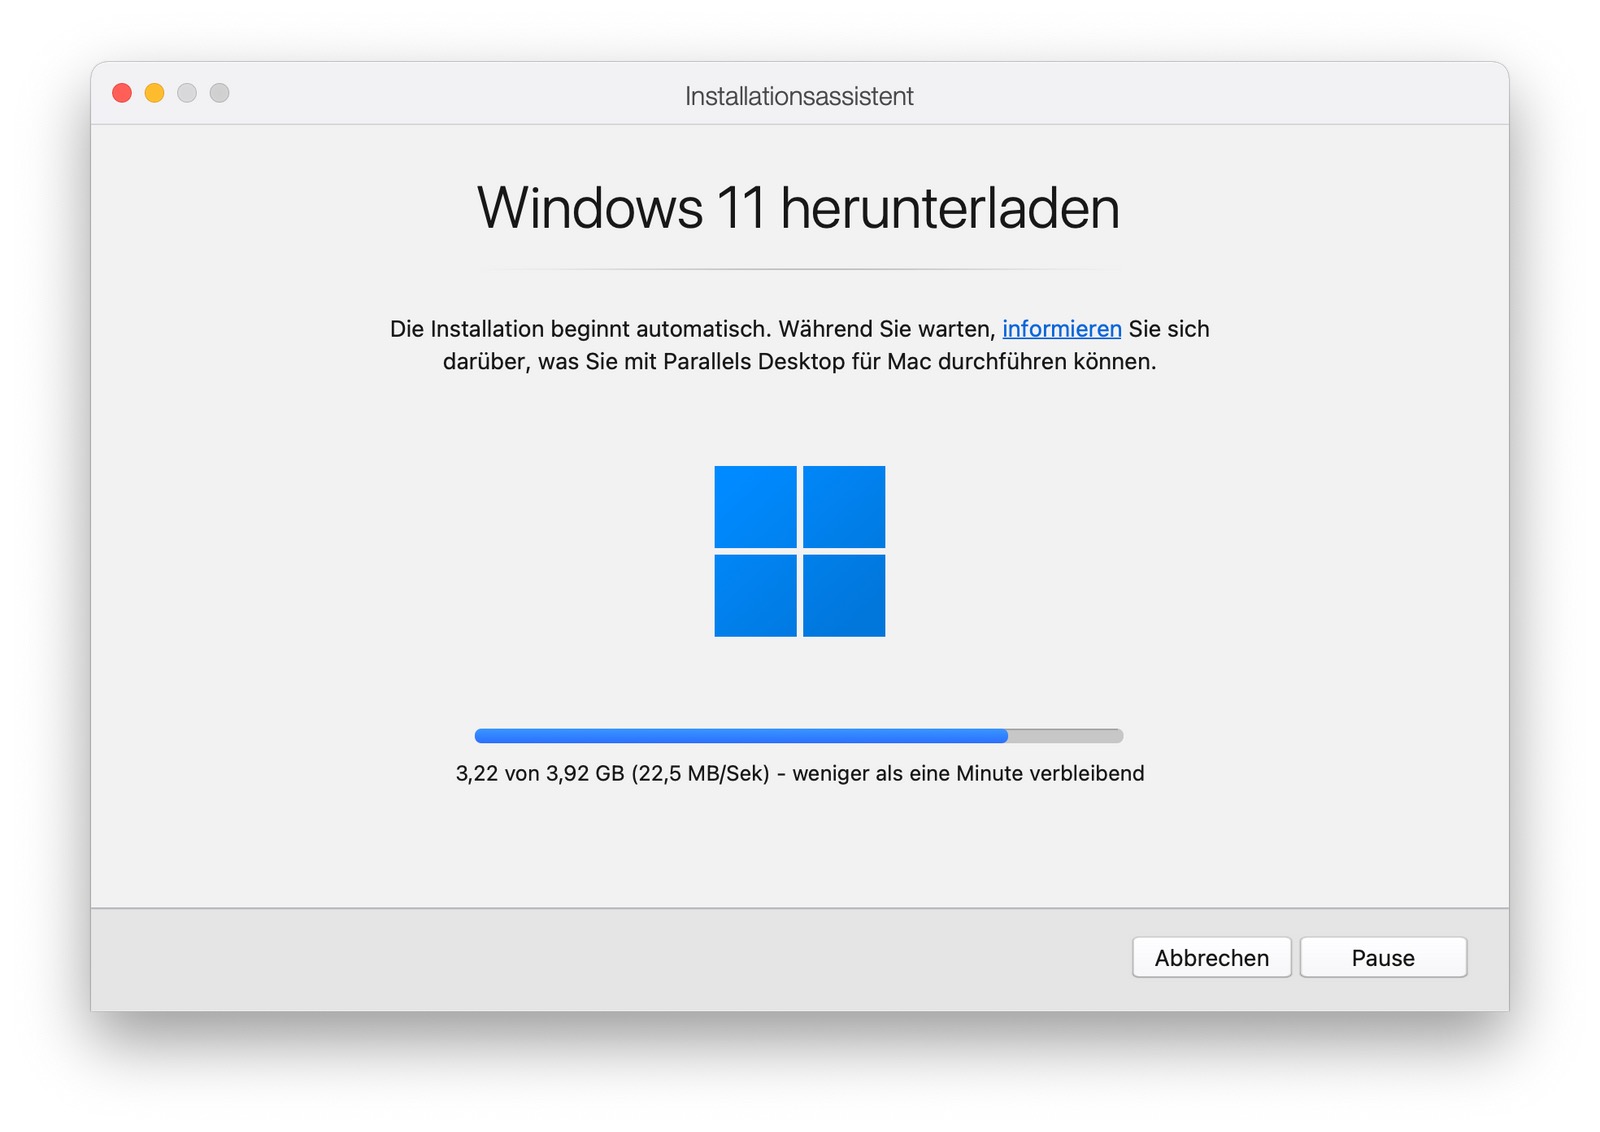 Installationsassistent
Windows 11 herunterladen
Die Installation beginnt automatisch. Während Sie warten, informieren Sie sich
darüber, was Sie mit Parallels Desktop für Mac durchführen können.
3,22 von 3,92 GB (22,5 MB/Sek) - weniger als eine Minute verbleibend
Abbrechen Pause